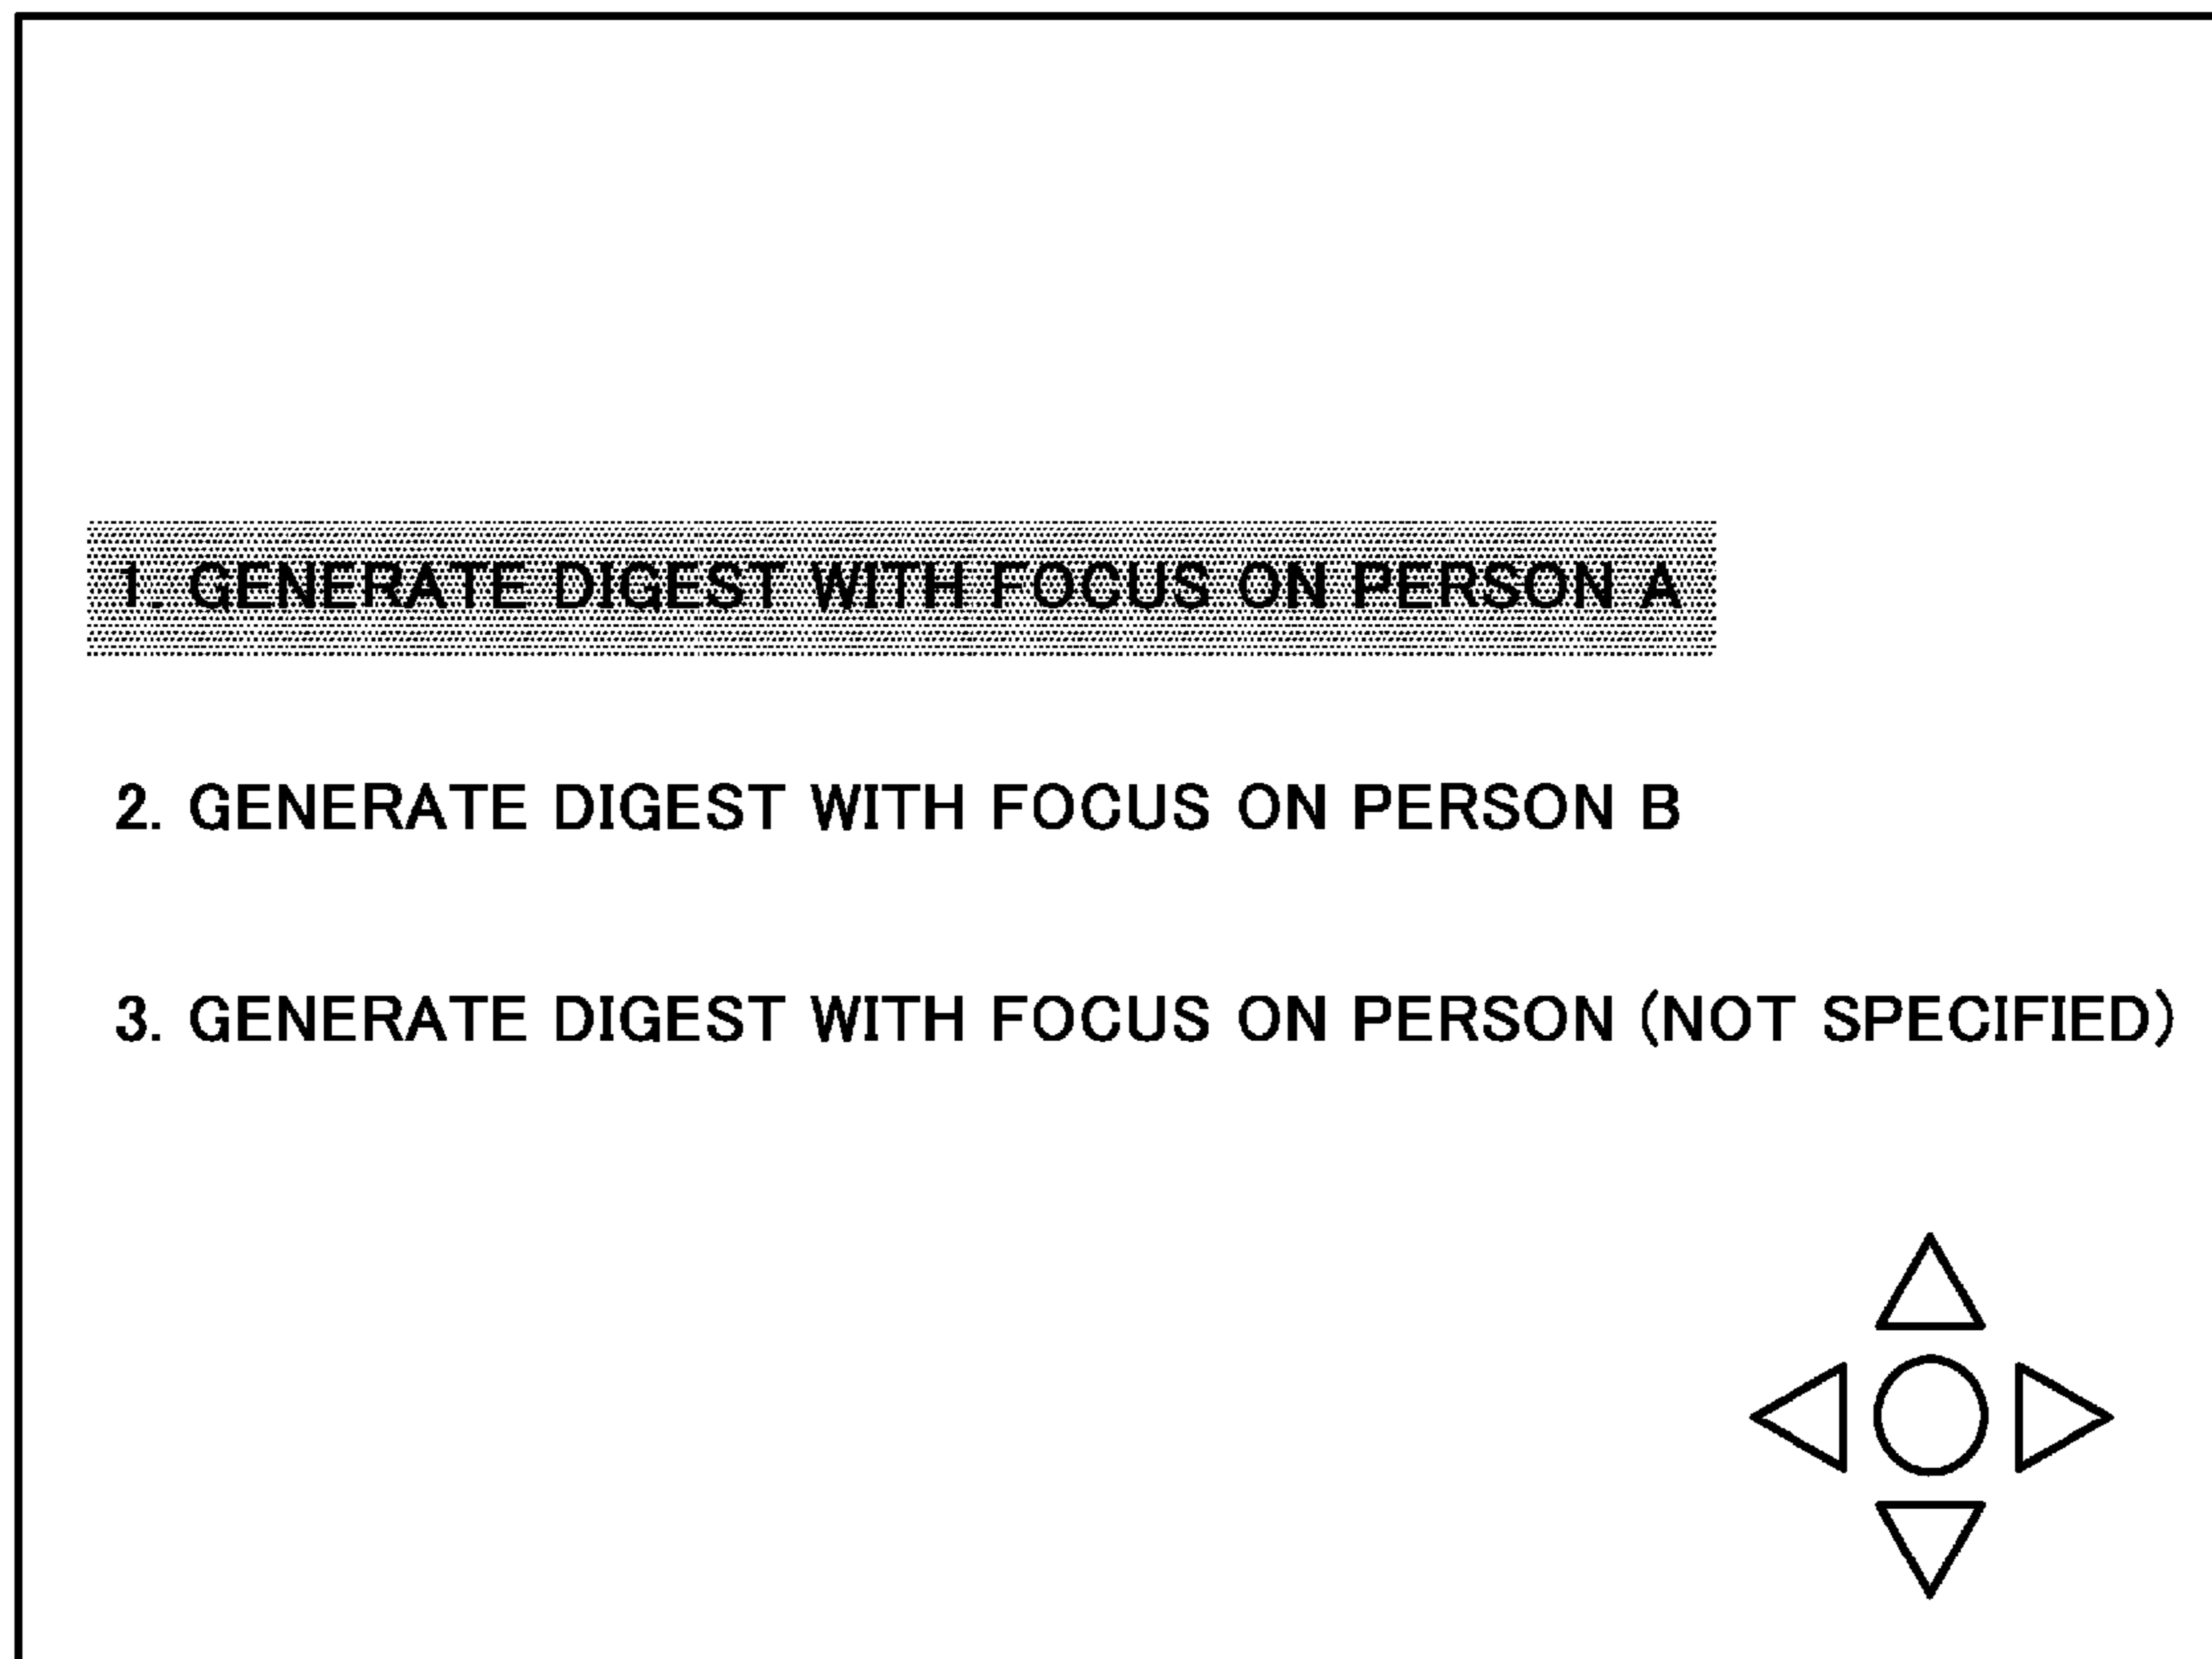 1. GENERATE DIGEST WITH FOCUS ON PERSON A
2. GENERATE DIGEST WITH FOCUS ON PERSON B
3. GENERATE DIGEST WITH FOCUS ON PERSON (NOT SPECIFIED)